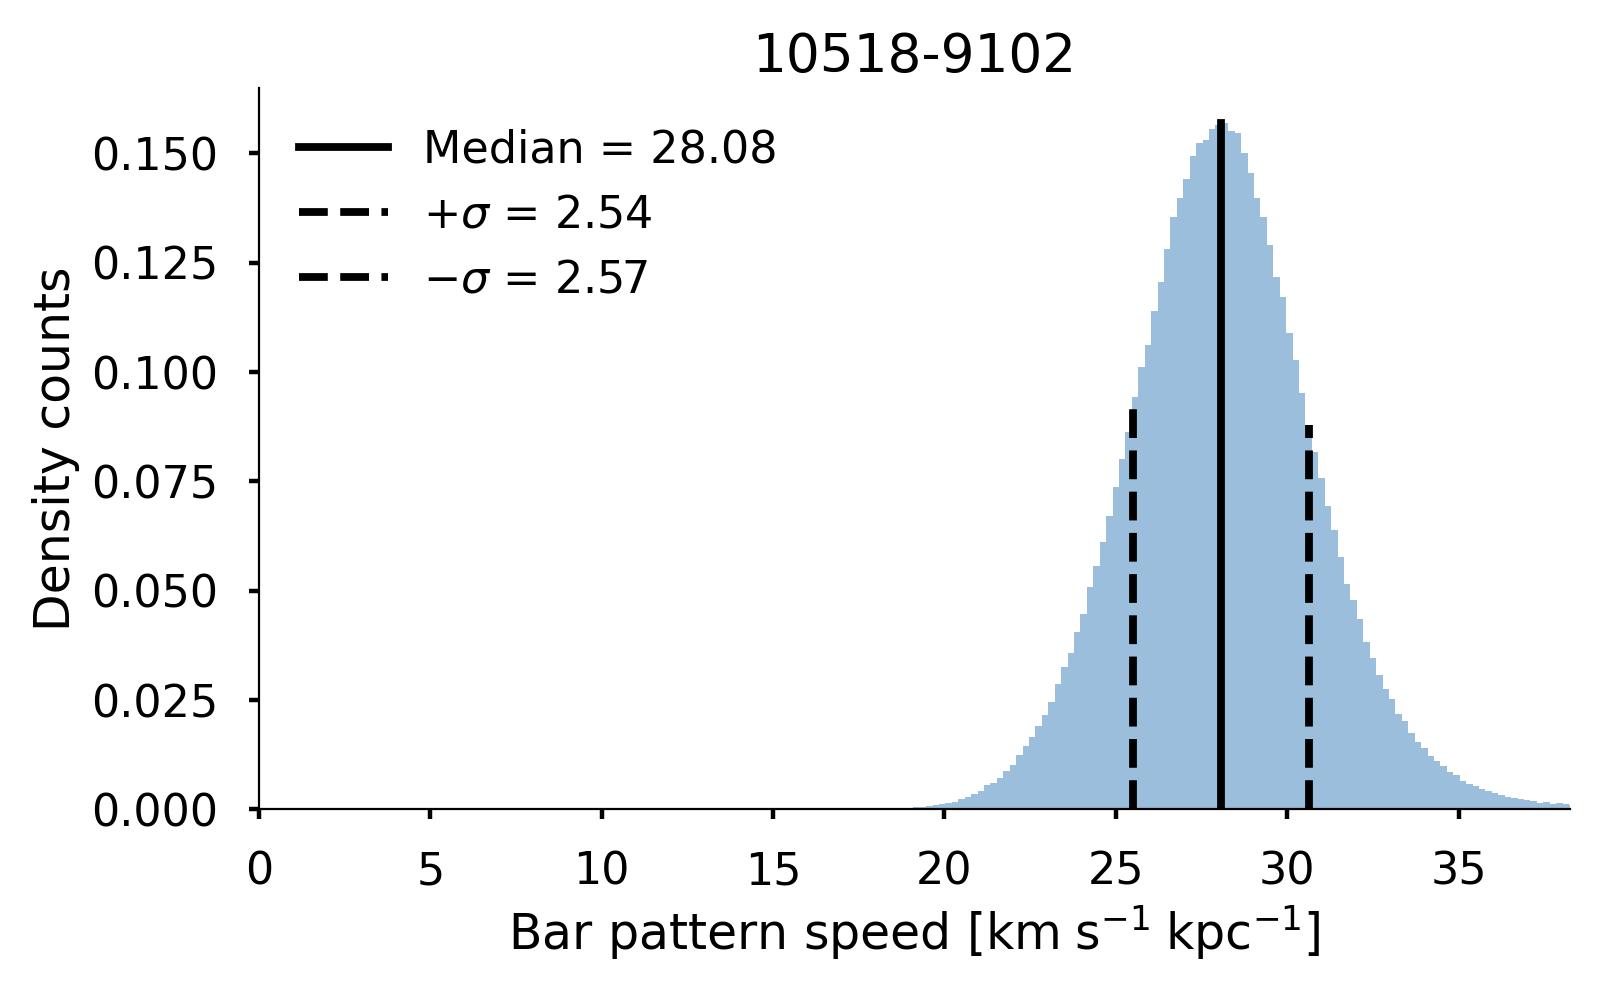 10518-9102
Median = 28.08
+σ = 2.54
−σ = 2.57
Density counts
0.150
0.125
0.100
0.075
0.050
0.025
0.000
0 5 10 15 20 25 30 35
Bar pattern speed [km s⁻¹ kpc⁻¹]